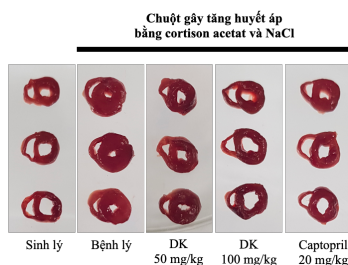 Chuột gây tăng huyết áp
bằng cortison acetat và NaCl
Sinh lý
Bệnh lý
DK
50 mg/kg
DK
100 mg/kg
Captopril
20 mg/kg